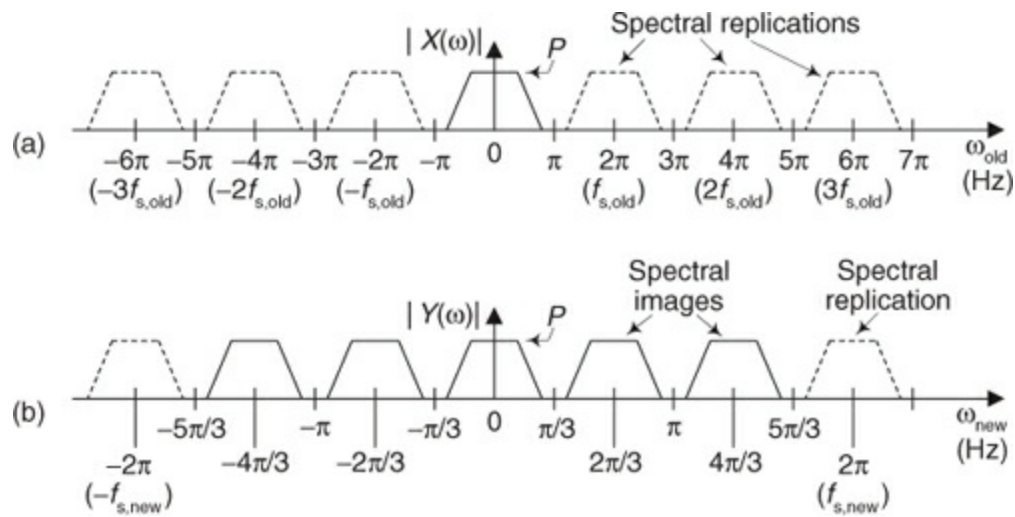 Spectral replications
| X(ω)|
P
(a)
−6π −5π −4π −3π −2π −π 0 π 2π 3π 4π 5π 6π 7π ω_old
(−3f_s,old) (−2f_s,old) (−f_s,old) (f_s,old) (2f_s,old) (3f_s,old) (Hz)
Spectral images
Spectral replication
| Y(ω)|
P
(b)
−5π/3 −π −π/3 0 π/3 π 5π/3 ω_new
−2π −4π/3 −2π/3 2π/3 4π/3 2π (Hz)
(−f_s,new) (f_s,new)